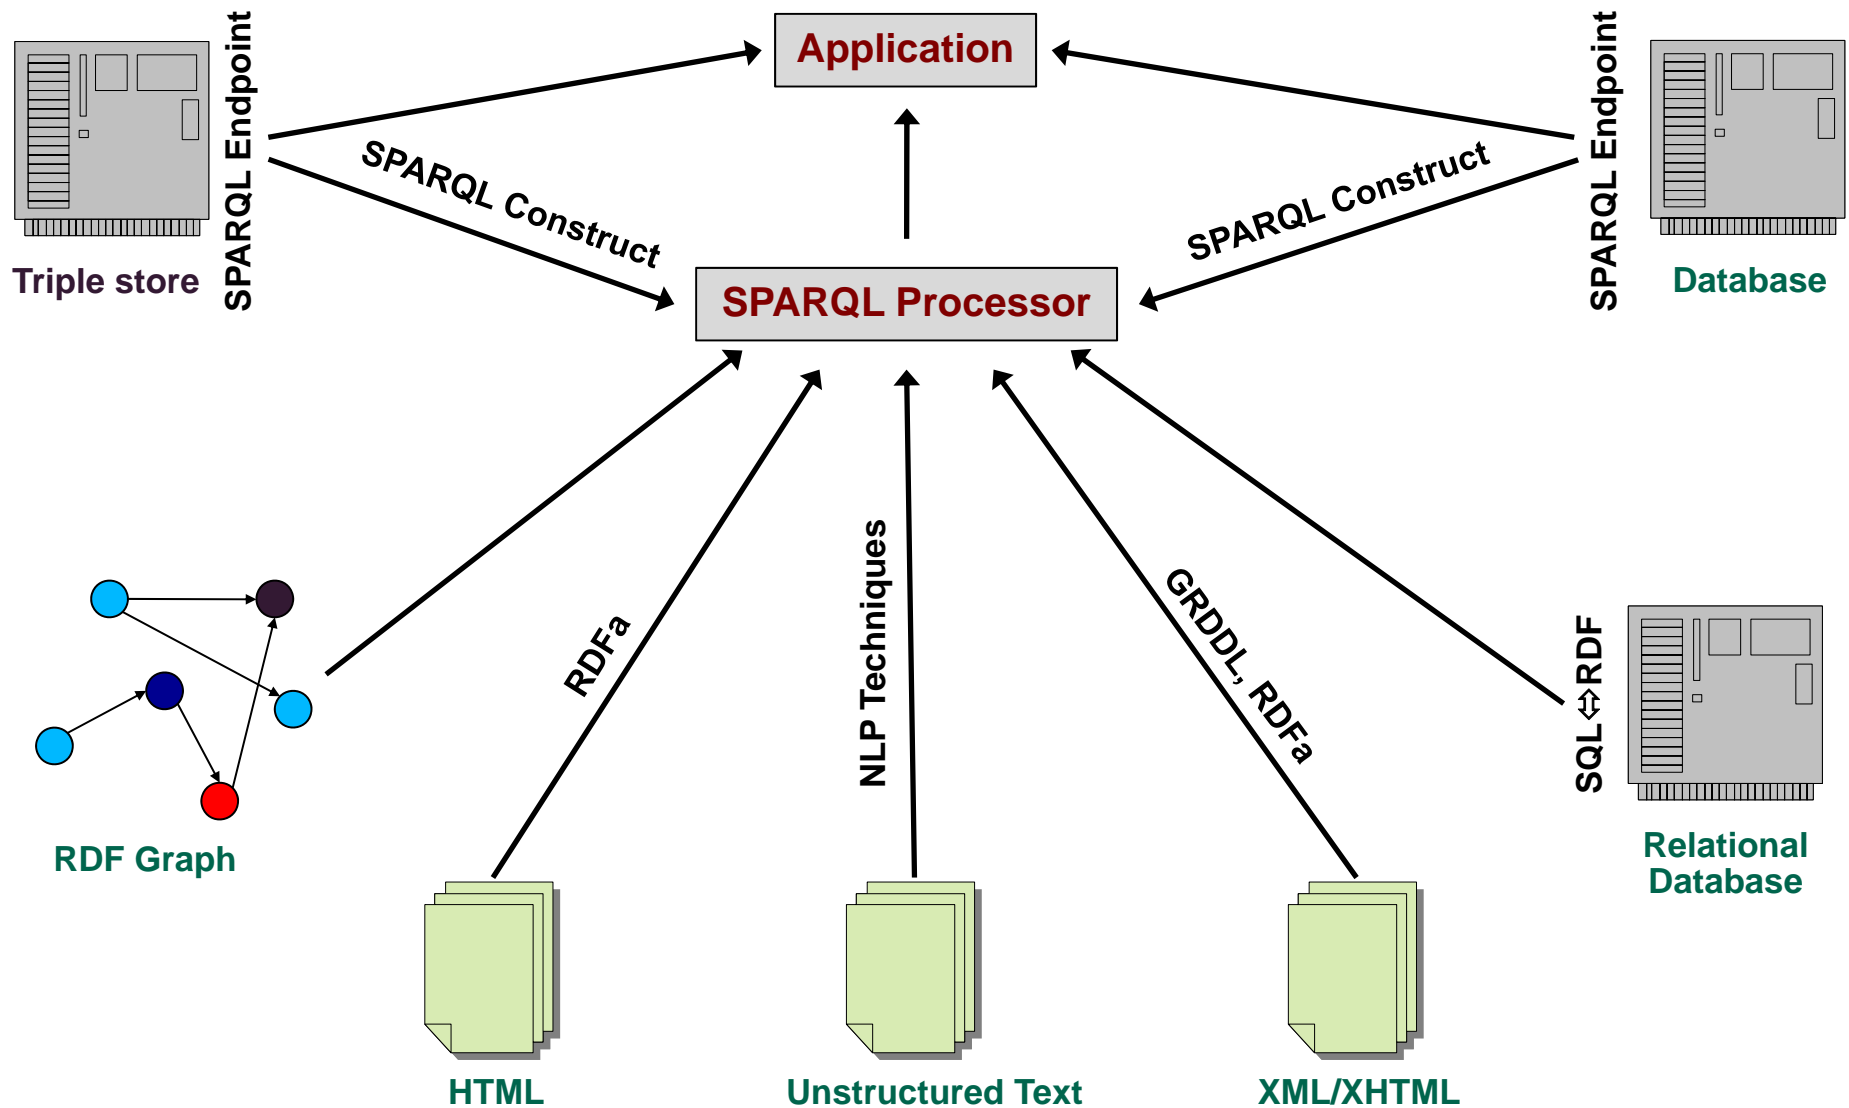 Application
SPARQL Endpoint
SPARQL Endpoint
SPARQL Construct
SPARQL Construct
Triple store
Database
SPARQL Processor
RDFa
NLP Techniques
GRDDL, RDFa
SQL⇔RDF
RDF Graph
Relational
Database
HTML
Unstructured Text
XML/XHTML